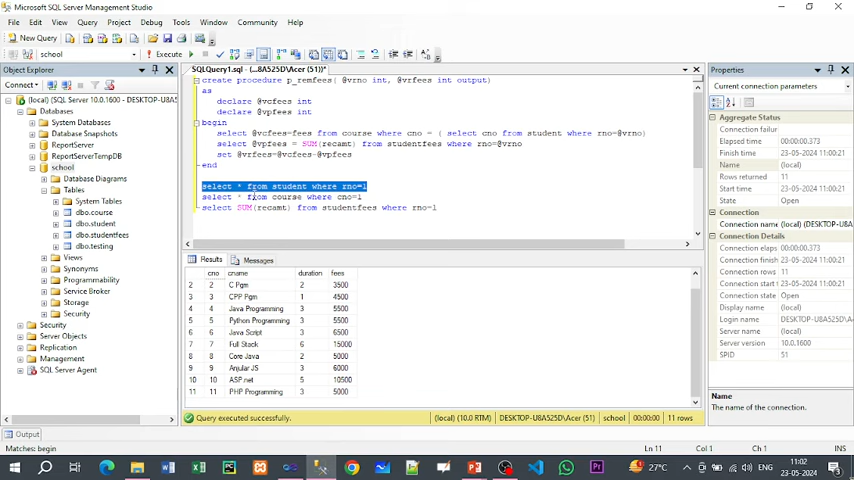 Microsoft SQL Server Management Studio
File Edit View Query Project Debug Tools Window Community Help
New Query
school Execute
Object Explorer
Connect
(local) (SQL Server 10.0.1600 - DESKTOP-U8A525D\Acer
Databases
System Databases
Database Snapshots
ReportServer
ReportServerTempDB
school
Database Diagrams
Tables
System Tables
dbo.course
dbo.student
dbo.studentfees
dbo.testing
Views
Synonyms
Programmability
Service Broker
Storage
Security
Security
Server Objects
Replication
Management
SQL Server Agent
SQLQuery1.sql - (...8A525D\Acer (51))*
create procedure p_remfees( @vrno int, @vrfees int output)
as
declare @vcfees int
declare @vpfees int
begin
select @vcfees=fees from course where cno = ( select cno from student where rno=@vrno)
select @vpfees = SUM(recamt) from studentfees where rno=@vrno
set @vrfees=@vcfees-@vpfees
end
select * from student where rno=1
select * from course where cno=1
select SUM(recamt) from studentfees where rno=1
Results Messages
cno cname duration fees
2 2 C Pgm 2 3500
3 3 CPP Pgm 1 4500
4 4 Java Programming 3 5500
5 5 Python Programming 3 5500
6 6 Java Script 3 6500
7 7 Full Stack 6 15000
8 8 Core Java 2 5000
9 9 Anjular JS 3 6000
10 10 ASP.net 5 10500
11 11 PHP Programming 3 5000
Query executed successfully. (local) (10.0 RTM) DESKTOP-U8A525D\Acer (51) school 00:00:00 11 rows
Properties
Current connection parameters
Aggregate Status
Connection failur
Elapsed time 00:00:00.373
Finish time 23-05-2024 11:00:21
Name (local)
Rows returned 11
Start time 23-05-2024 11:00:21
State Open
Connection
Connection name (local) (DESKTOP-U8A
Connection Details
Connection elaps 00:00:00.373
Connection finish 23-05-2024 11:00:21
Connection rows 11
Connection start t 23-05-2024 11:00:21
Connection state Open
Display name (local)
Login name DESKTOP-U8A525D\A
Server name (local)
Server version 10.0.1600
SPID 51
Name
The name of the connection.
Output
Matches: begin Ln 11 Col 1 Ch 1 INS
27°C ENG 11:02
23-05-2024